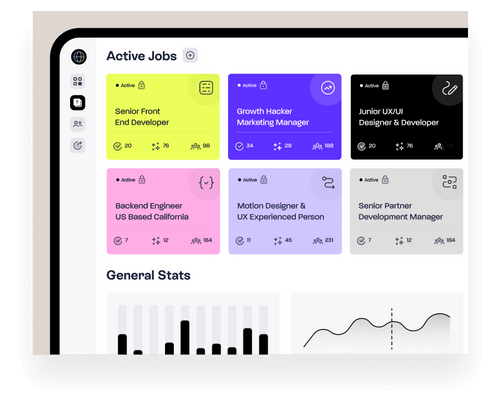 Active Jobs
Active
Senior Front
End Developer
20 76 98
Active
Growth Hacker
Marketing Manager
34 29 188
Active
Junior UX/UI
Designer & Developer
20 76
Active
Backend Engineer
US Based California
7 12 184
Active
Motion Designer &
UX Experienced Person
11 45 231
Active
Senior Partner
Development Manager
7 12 184
General Stats